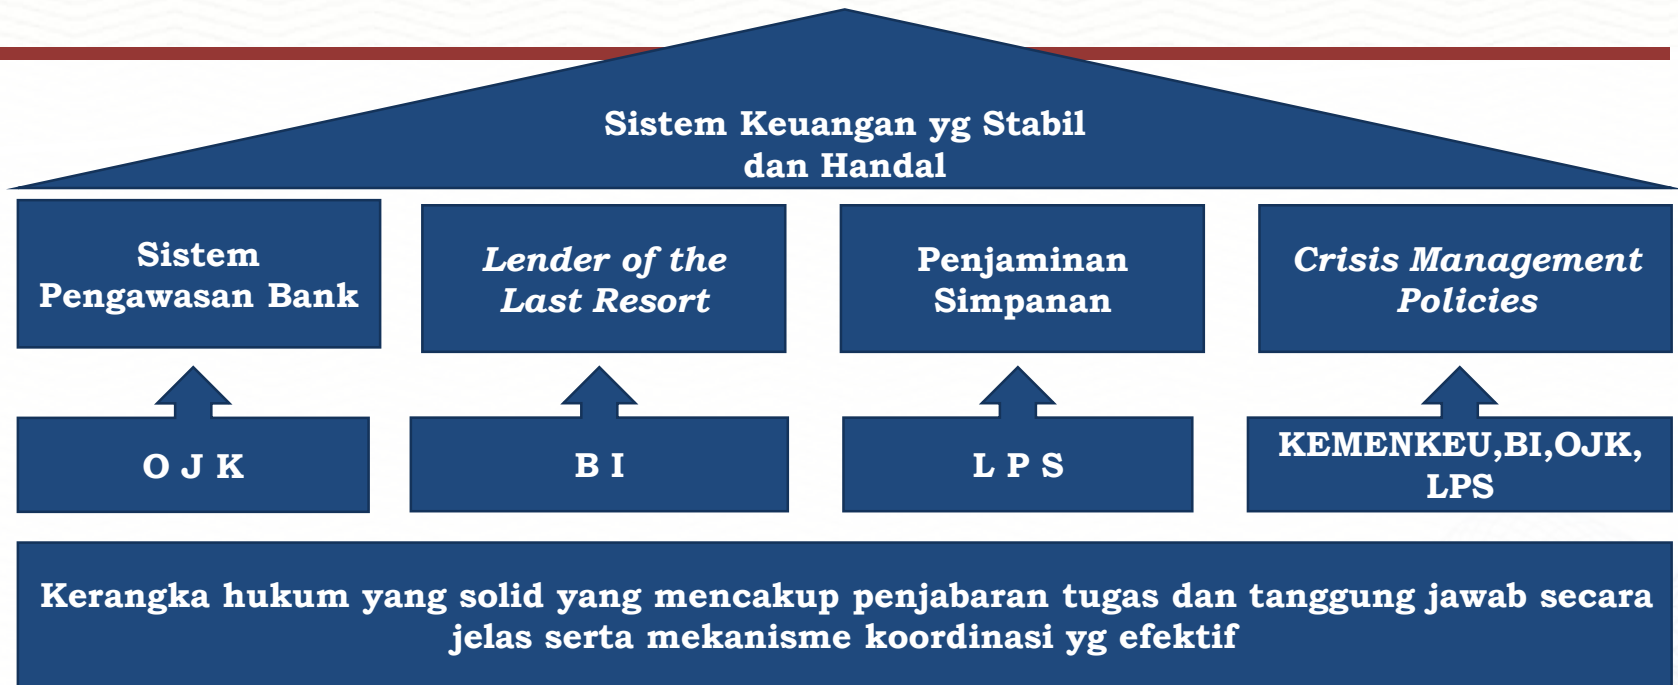 Sistem Keuangan yg Stabil
dan Handal
Sistem
Pengawasan Bank
Lender of the
Last Resort
Penjaminan
Simpanan
Crisis Management
Policies
O J K
B I
L P S
KEMENKEU,BI,OJK,
LPS
Kerangka hukum yang solid yang mencakup penjabaran tugas dan tanggung jawab secara
jelas serta mekanisme koordinasi yg efektif